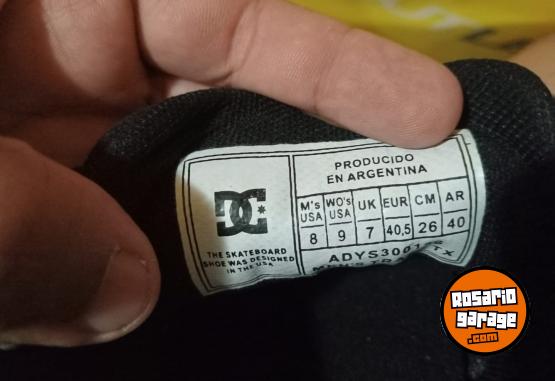 DC
THE SKATEBOARD
SHOE WAS DESIGNED
IN THE USA
PRODUCIDO
EN ARGENTINA
M's USA WO's USA UK EUR CM AR
8 9 7 40,5 26 40
Rosario
garage
.com